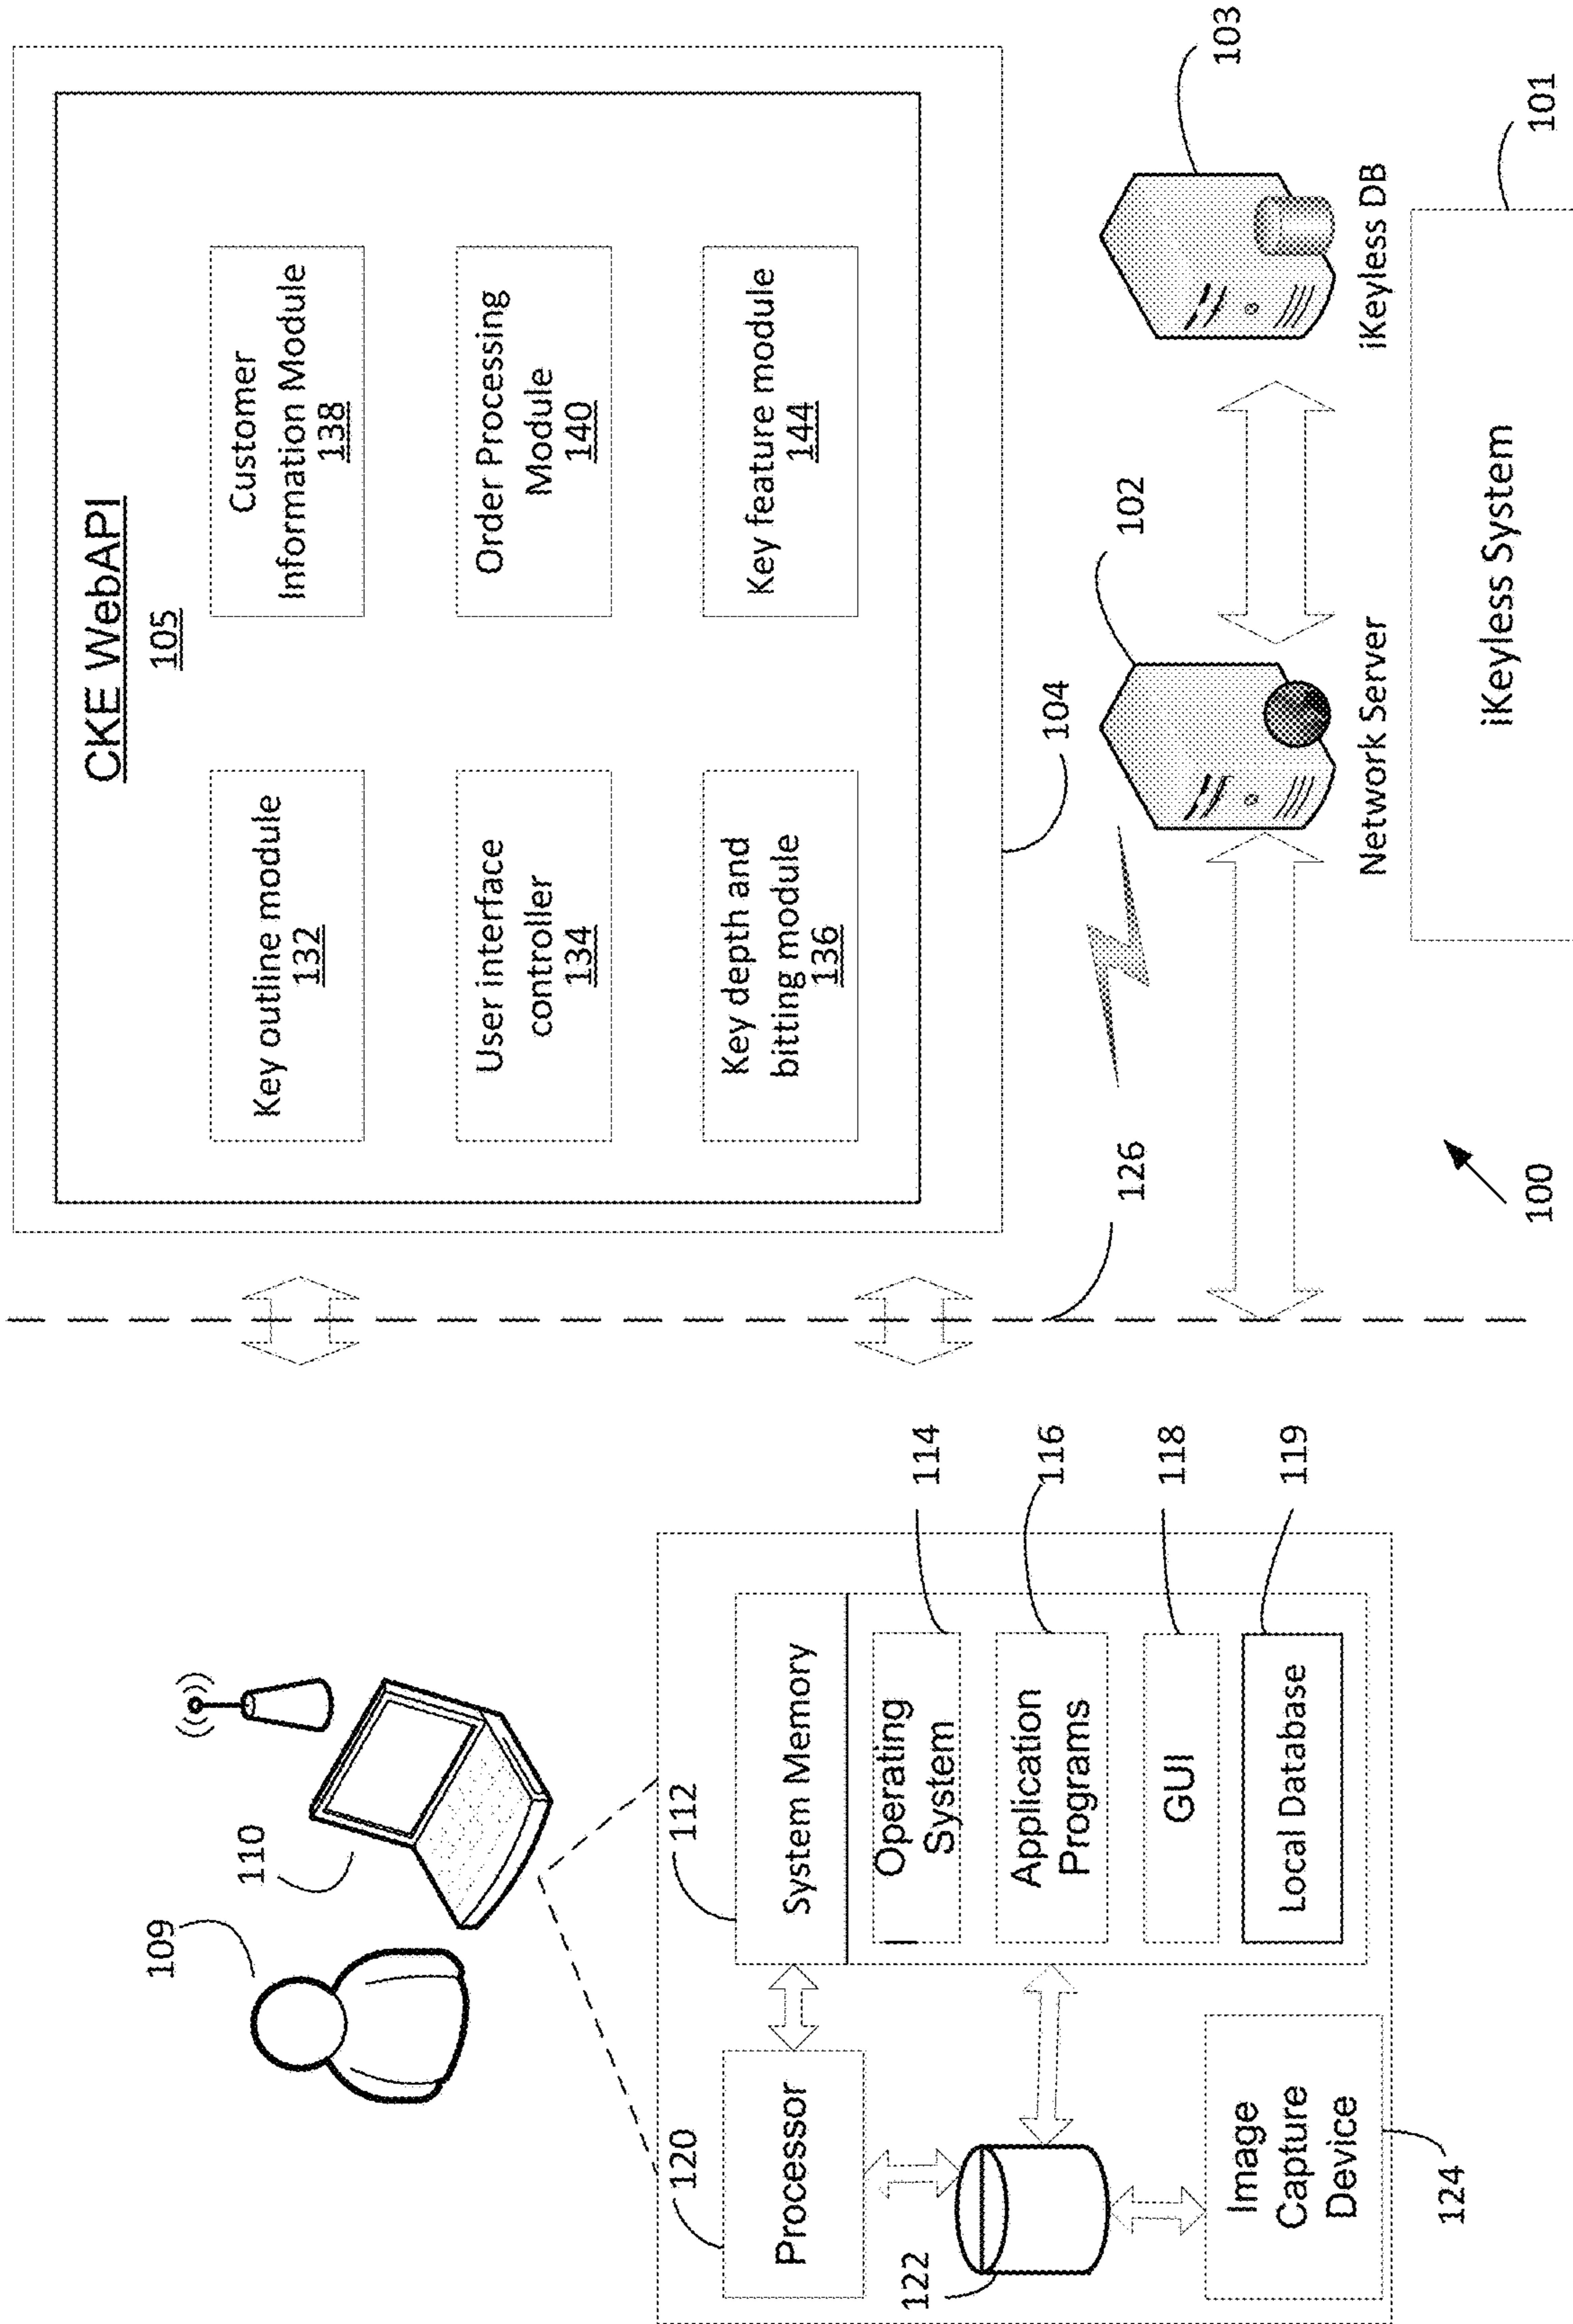 109
110
120
Processor
112
System Memory
Operating
System
114
Application
Programs
116
GUI
118
Local Database
119
122
Image
Capture
Device
124
CKE WebAPI
105
Key outline module
132
Customer
Information Module
138
User interface
controller
134
Order Processing
Module
140
Key depth and
bitting module
136
Key feature module
144
104
126
102
Network Server
103
iKeyless DB
100
iKeyless System
101